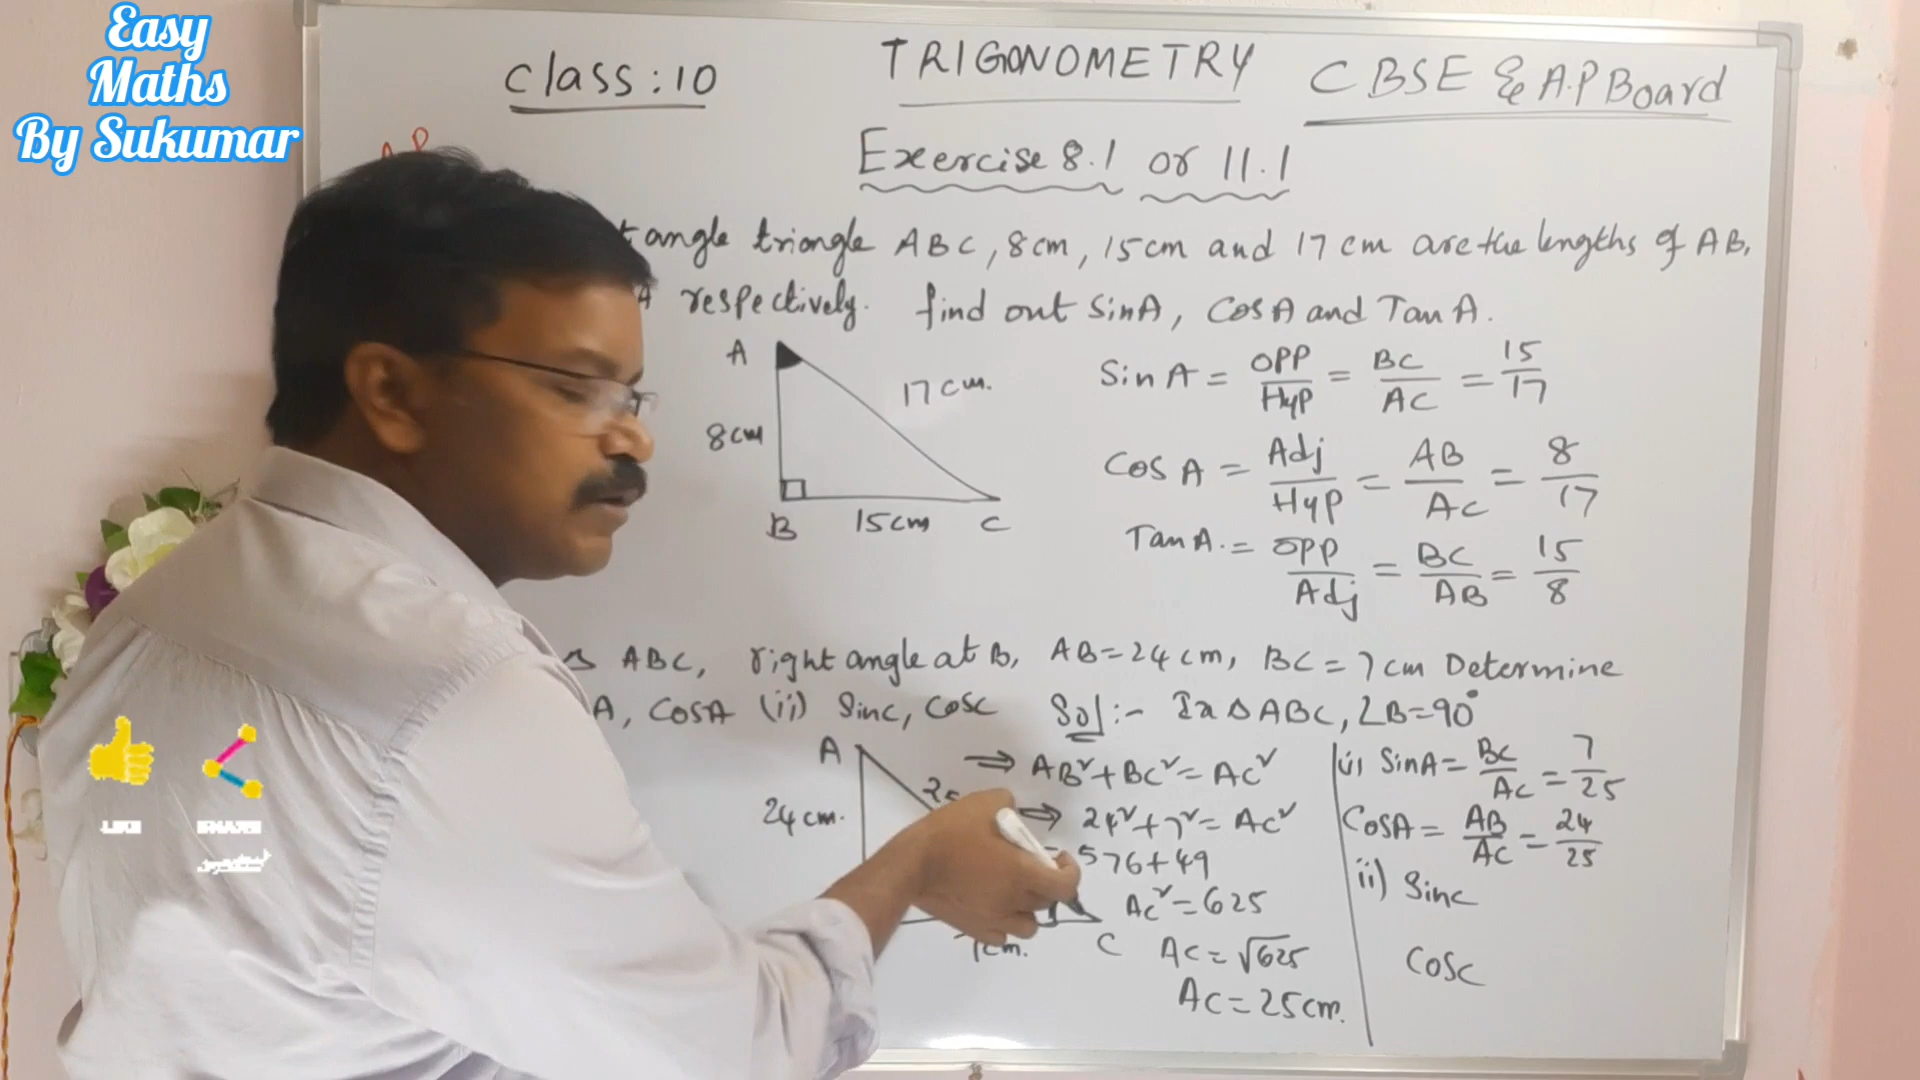 Easy
Maths
By Sukumar
Class : 10
TRIGONOMETRY
CBSE & A.P Board
Exercise 8.1 or 11.1
angle triangle ABC, 8cm, 15cm and 17cm are the lengths of AB,
respectively. find out SinA, CosA and TanA.
A
17cm.
8cm
B 15cm C
SinA = OPP/Hyp = BC/AC = 15/17
CosA = Adj/Hyp = AB/AC = 8/17
TanA. = OPP/Adj = BC/AB = 15/8
ABC, right angle at B, AB=24cm, BC=7cm Determine
A, CosA (ii) Sinc, Cosc Sol:- In ΔABC, ∠B=90°
A
24cm.
7cm.
C
⇒ AB²+BC²=AC²
⇒ 24²+7²=AC²
576+49
AC²=625
AC=√625
AC=25cm.
(i) SinA=BC/AC=7/25
CosA=AB/AC=24/25
ii) Sinc
Cosc
LIKE
SHARE